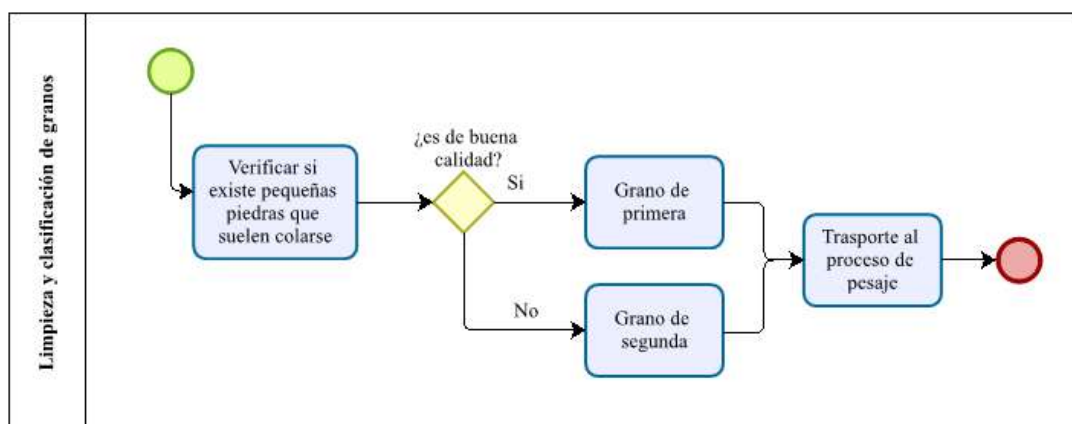 Limpieza y clasificación de granos
Verificar si
existe pequeñas
piedras que
suelen colarse
¿es de buena
calidad?
Si
No
Grano de
primera
Grano de
segunda
Trasporte al
proceso de
pesaje